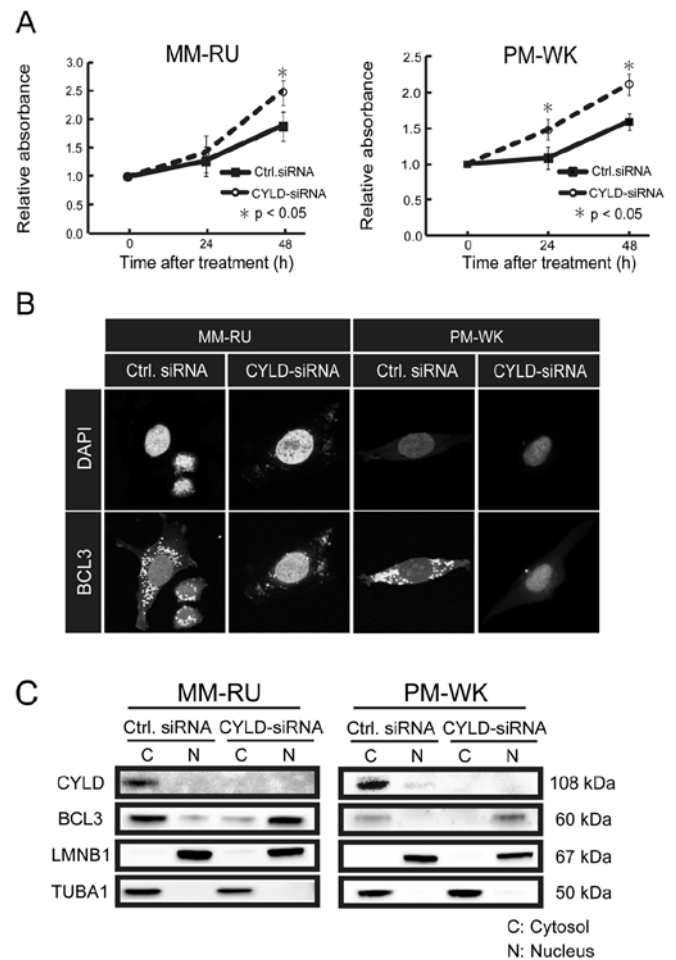 A
MM-RU
Relative absorbance
3.0
2.5
2.0
1.5
1.0
0.5
0.0
*
Ctrl.siRNA
CYLD-siRNA
* p < 0.05
0 24 48
Time after treatment (h)
PM-WK
Relative absorbance
2.5
2.0
1.5
1.0
0.5
0.0
* *
Ctrl.siRNA
CYLD-siRNA
* p < 0.05
0 24 48
Time after treatment (h)
B
MM-RU PM-WK
Ctrl. siRNA CYLD-siRNA Ctrl. siRNA CYLD-siRNA
DAPI
BCL3
C
MM-RU PM-WK
Ctrl. siRNA CYLD-siRNA Ctrl. siRNA CYLD-siRNA
C N C N C N C N
CYLD 108 kDa
BCL3 60 kDa
LMNB1 67 kDa
TUBA1 50 kDa
C: Cytosol
N: Nucleus